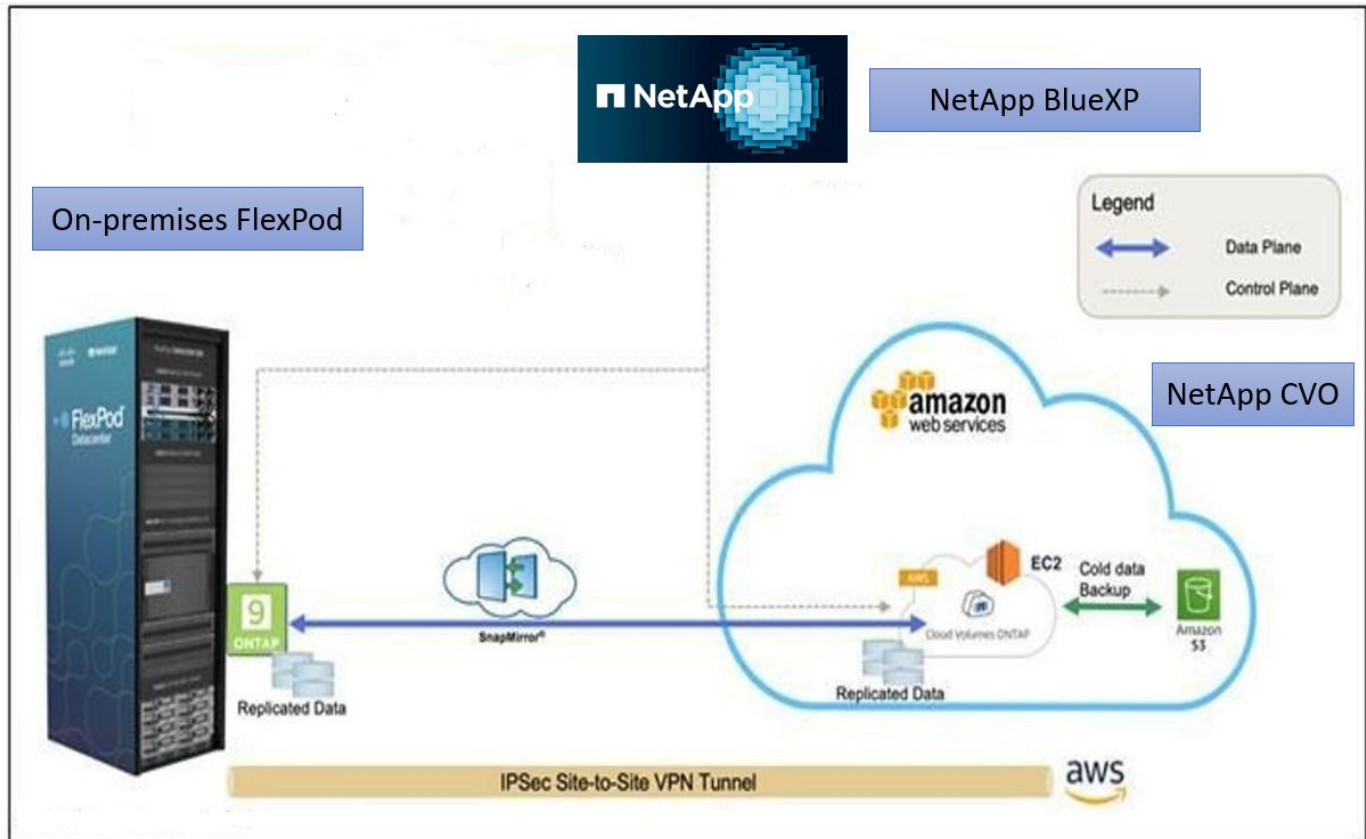 NetApp
NetApp BlueXP
On-premises FlexPod
Legend
Data Plane
Control Plane
NetApp CVO
amazon
web services
FlexPod
Datacenter
AWS
EC2
Cold data
Backup
9
ONTAP
SnapMirror®
Cloud Volumes ONTAP
Amazon
S3
Replicated Data
Replicated Data
IPSec Site-to-Site VPN Tunnel
aws